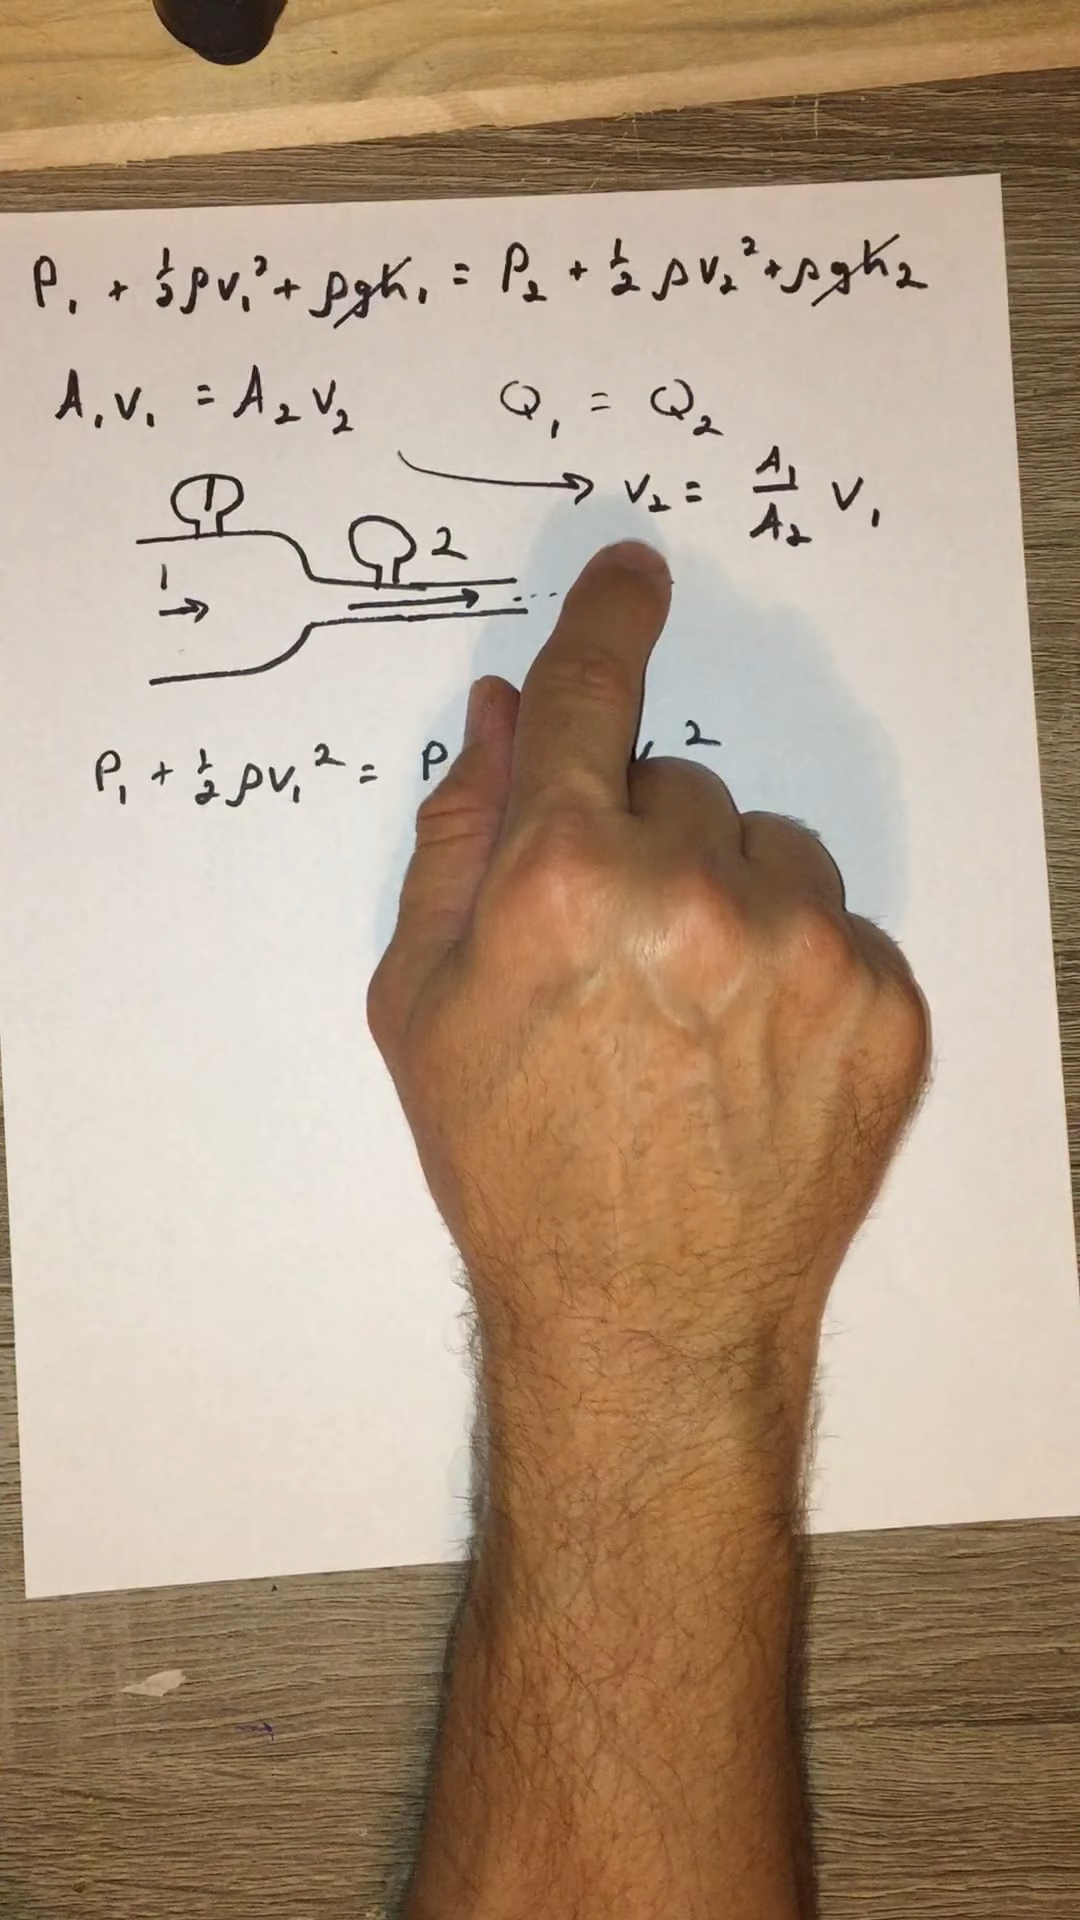 P₁ + ½ρv₁² + ρgh₁ = P₂ + ½ρv₂² + ρgh₂
A₁v₁ = A₂v₂ Q₁ = Q₂
v₂ = A₁/A₂ v₁
1 2
1
P₁ + ½ρv₁² = P v ²